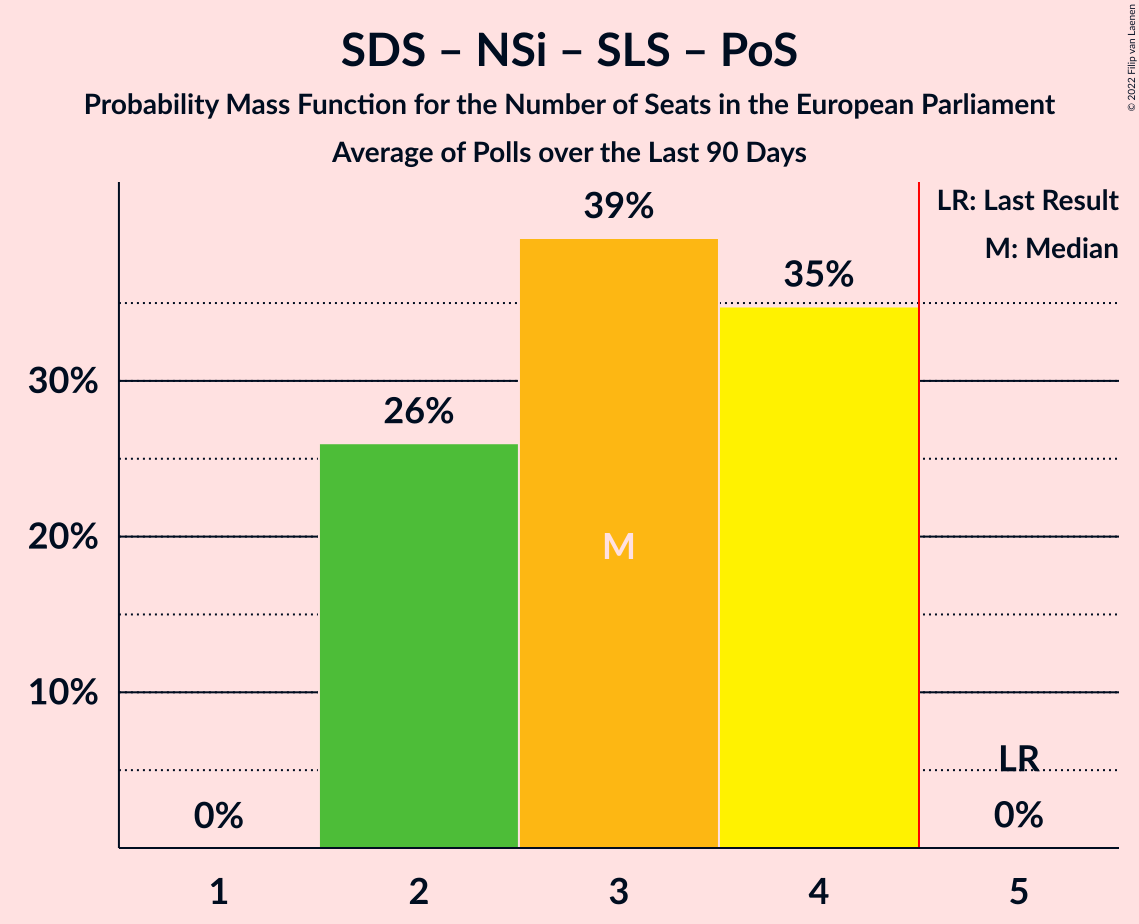 SDS – NSi – SLS – PoS
Probability Mass Function for the Number of Seats in the European Parliament
Average of Polls over the Last 90 Days
© 2022 Filip van Laenen
LR: Last Result
M: Median
39%
35%
30%
26%
20%
M
10%
LR
0%
0%
1
2
3
4
5